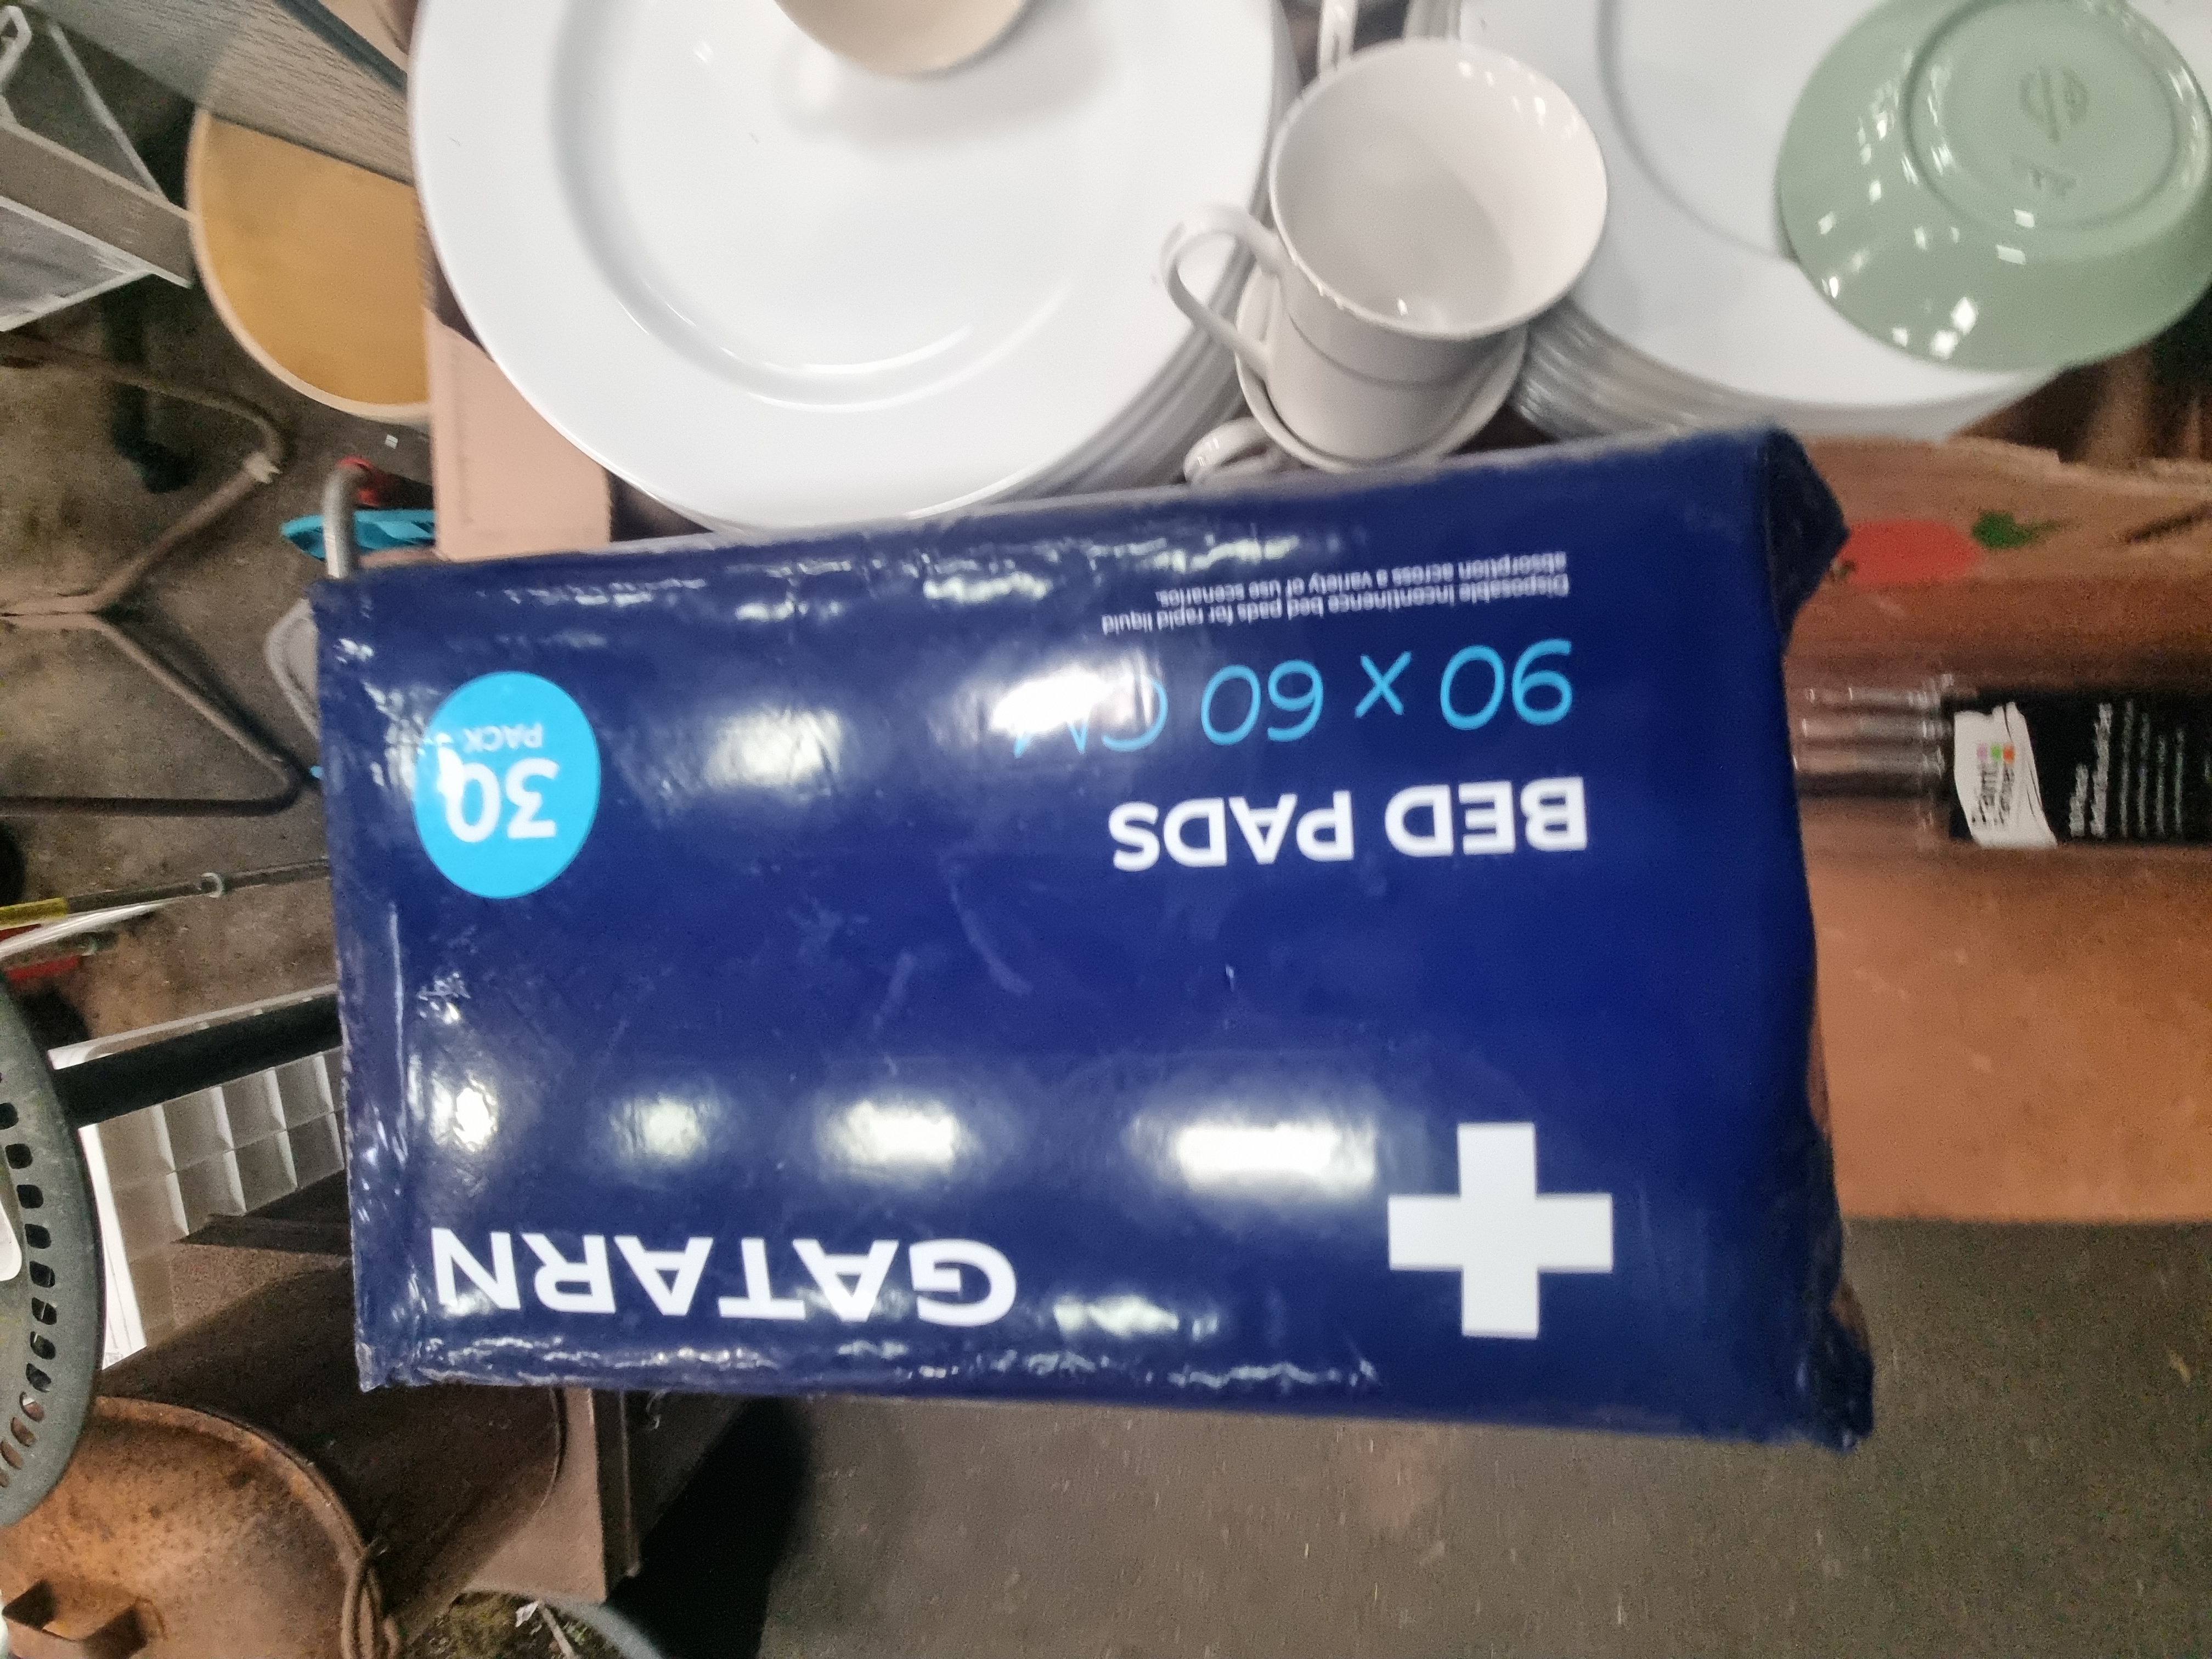 GATARN
BED PADS
90 x 60 CM
Disposable incontinence bed pads for rapid liquid
absorption across a variety of use scenarios.
30
PACK